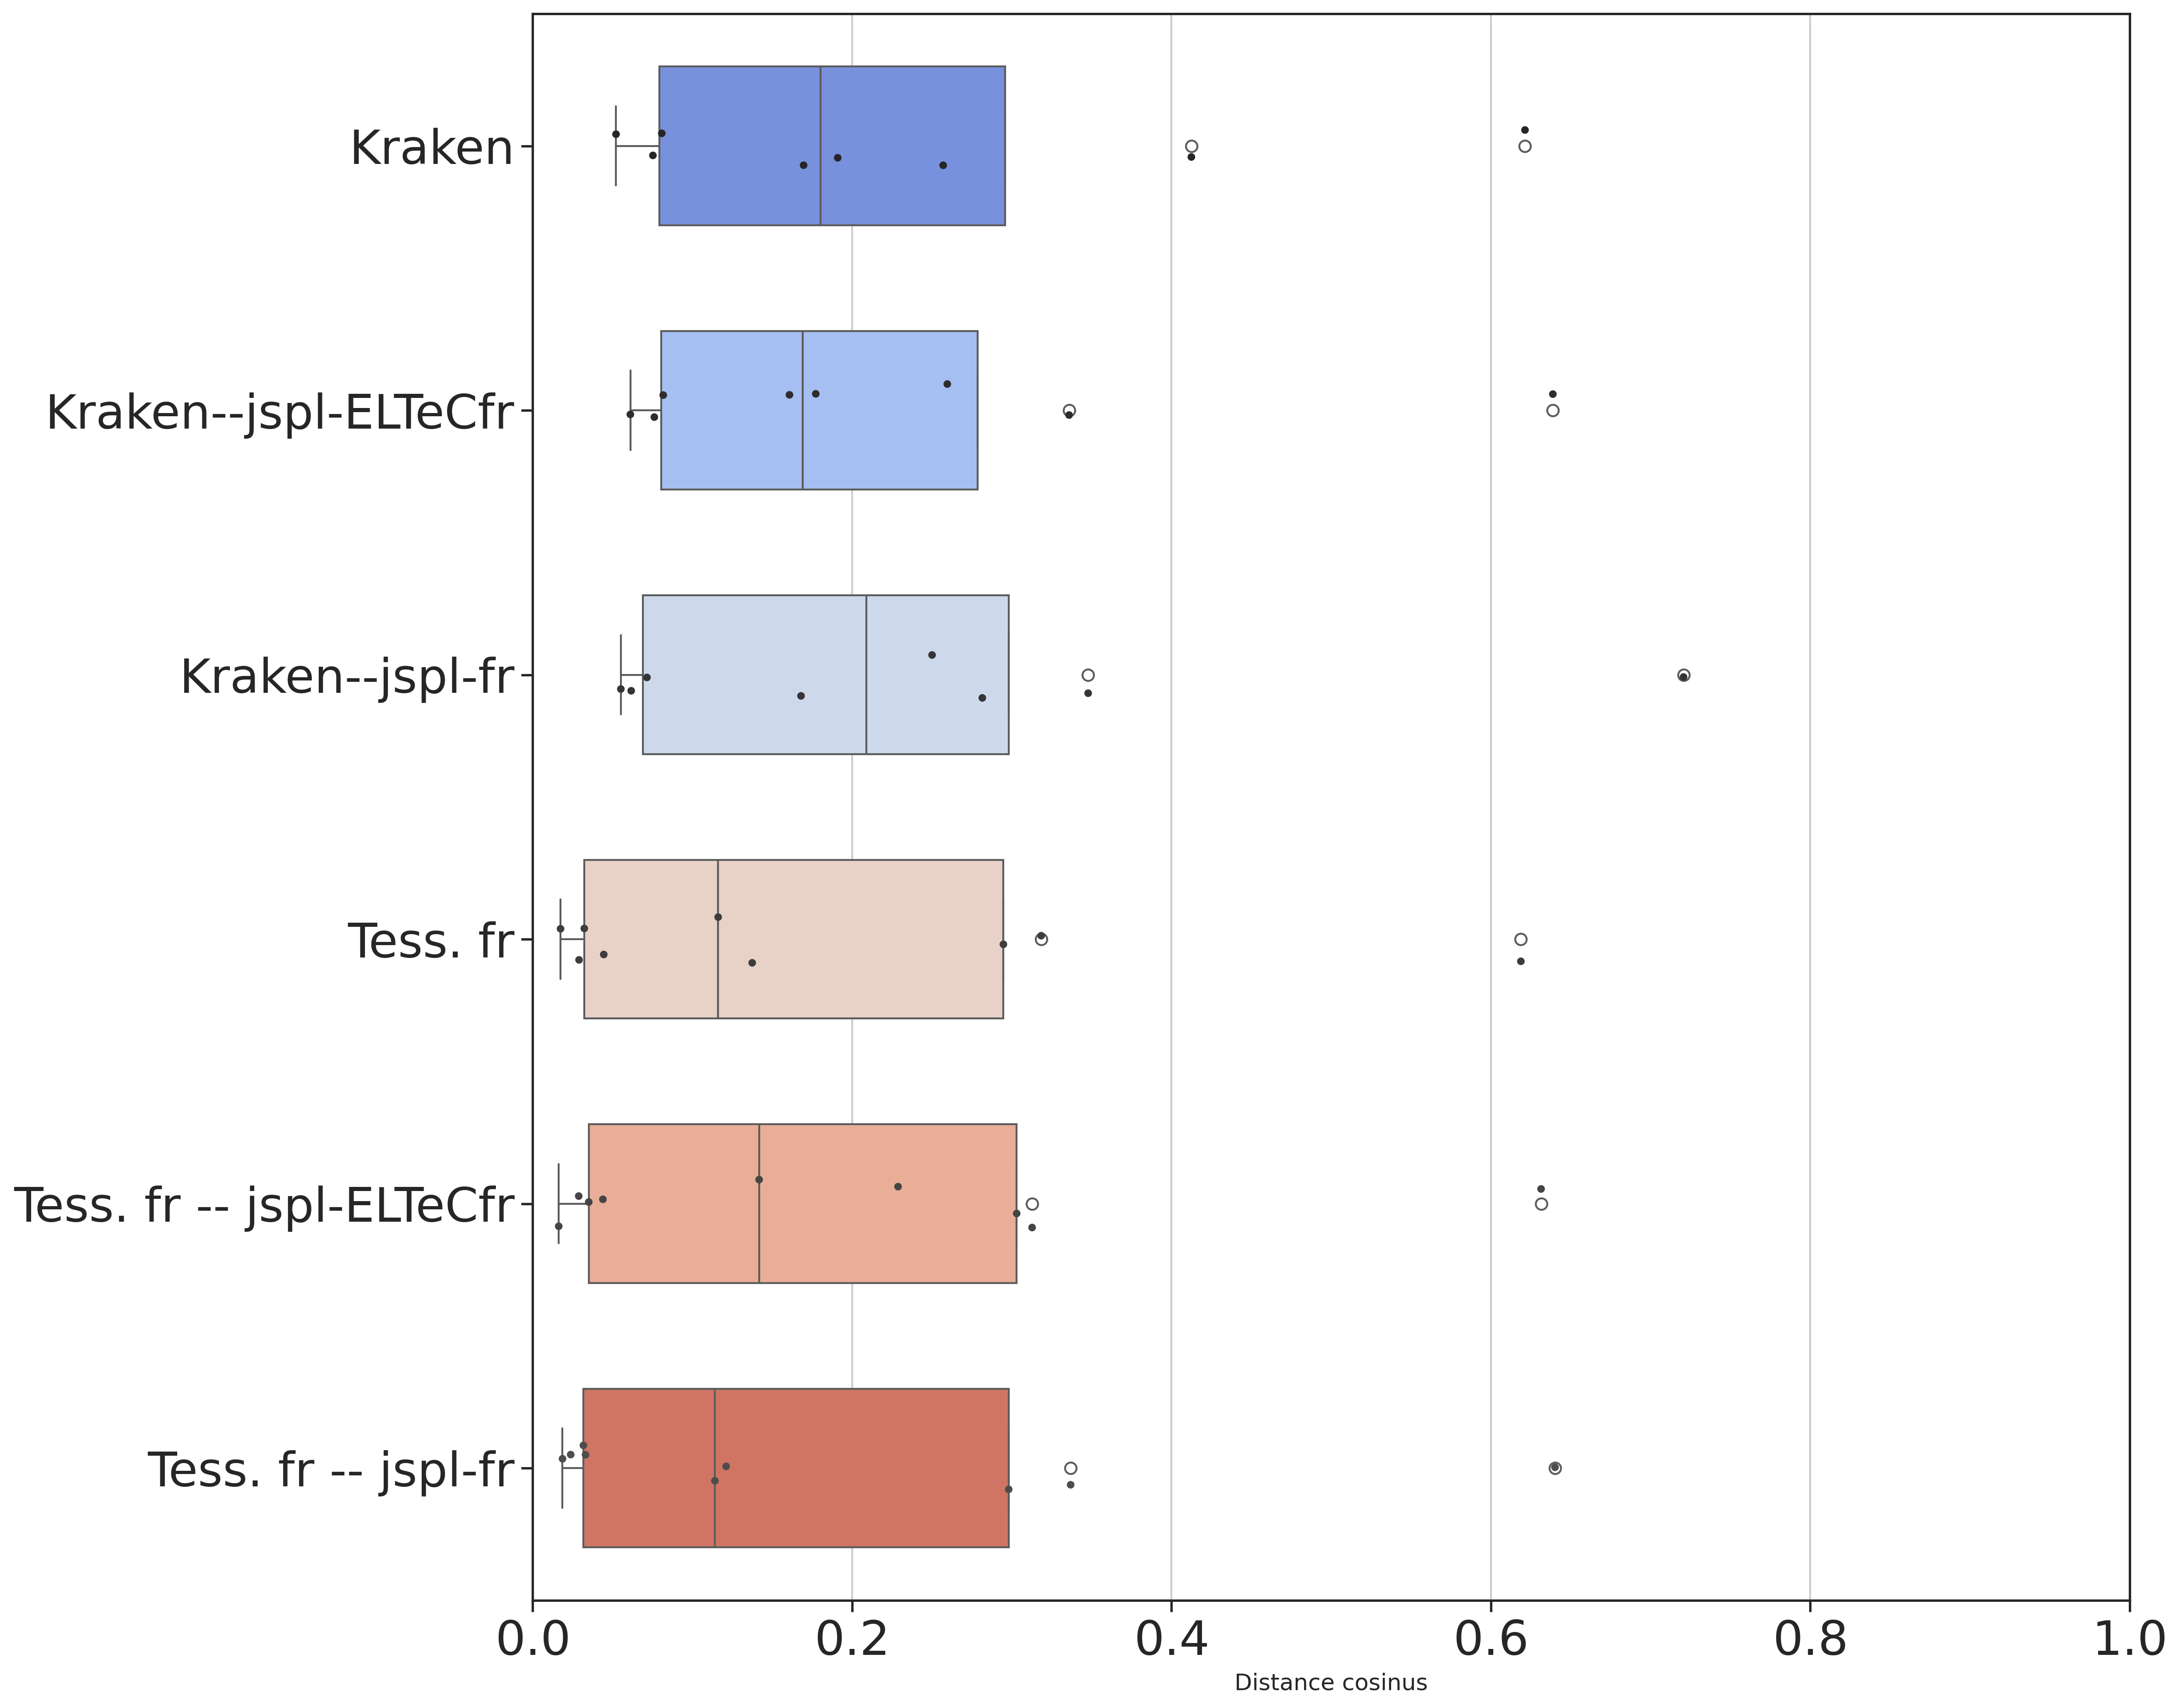 Kraken
Kraken--jspl-ELTeCfr
Kraken--jspl-fr
Tess. fr
Tess. fr -- jspl-ELTeCfr
Tess. fr -- jspl-fr
0.0 0.2 0.4 0.6 0.8 1.0
Distance cosinus